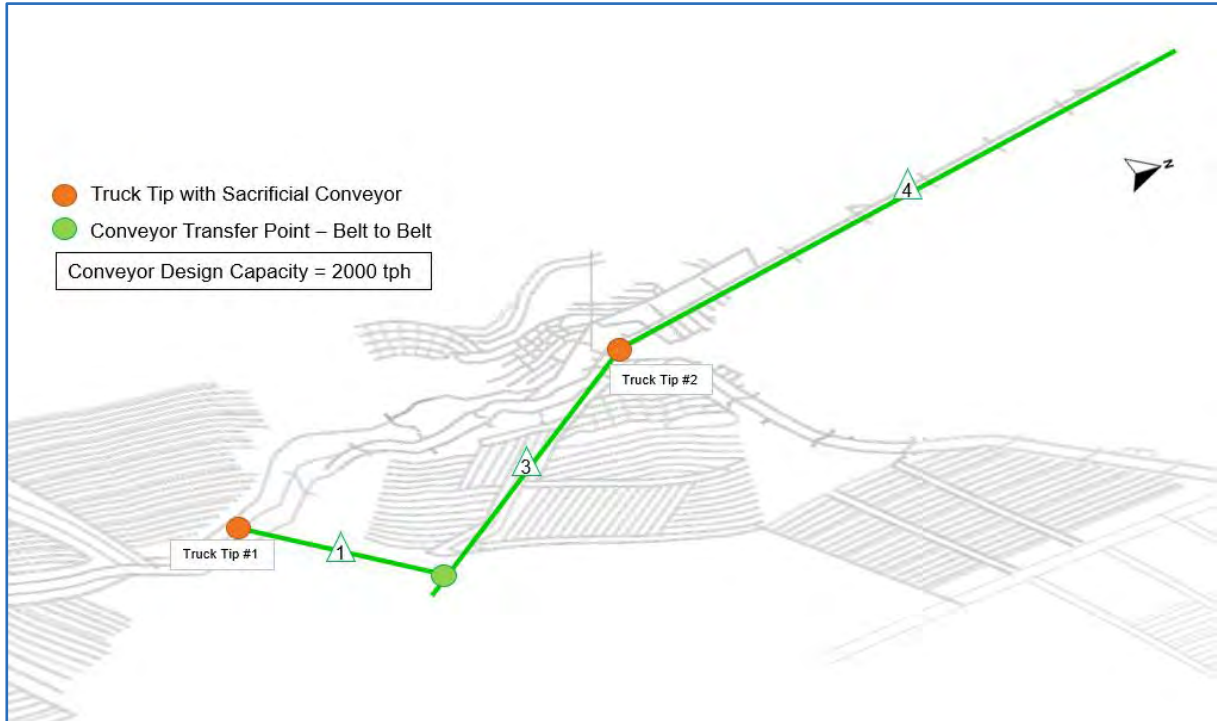 4
N
Truck Tip with Sacrificial Conveyor
Conveyor Transfer Point – Belt to Belt
Conveyor Design Capacity = 2000 tph
Truck Tip #2
3
Truck Tip #1
1